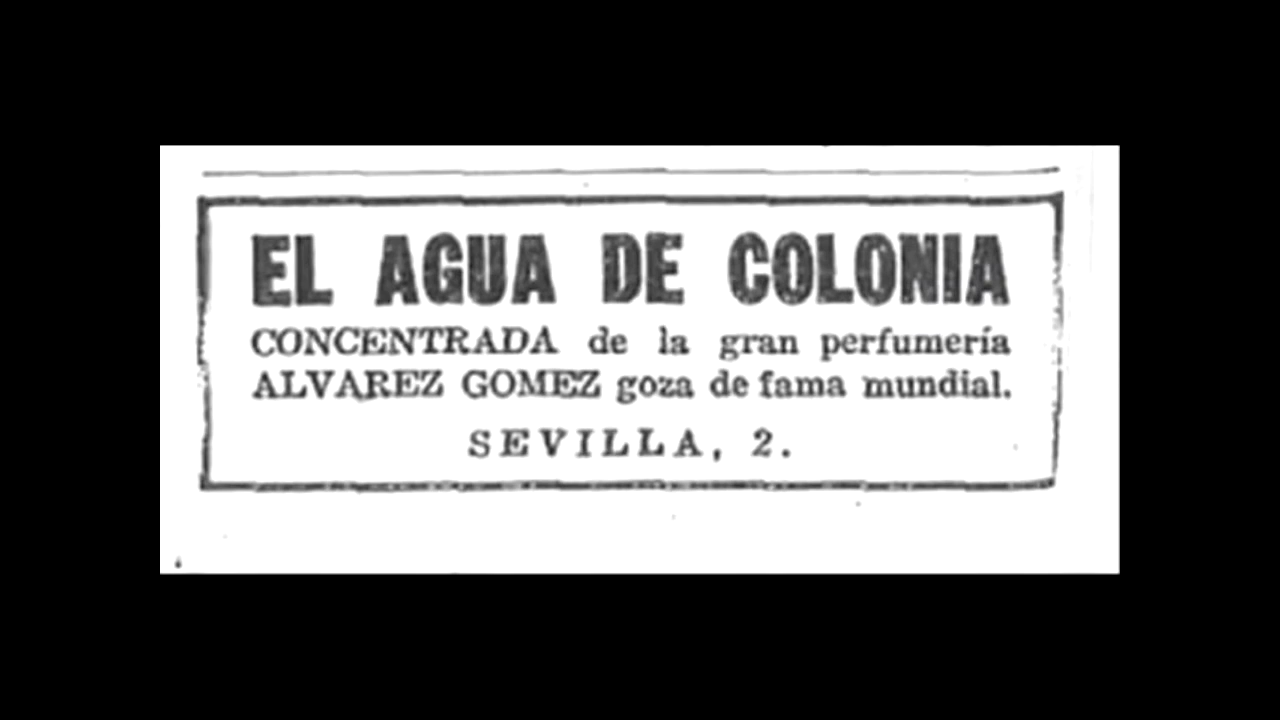 EL AGUA DE COLONIA
CONCENTRADA de la gran perfumería
ALVAREZ GOMEZ goza de fama mundial.
SEVILLA, 2.